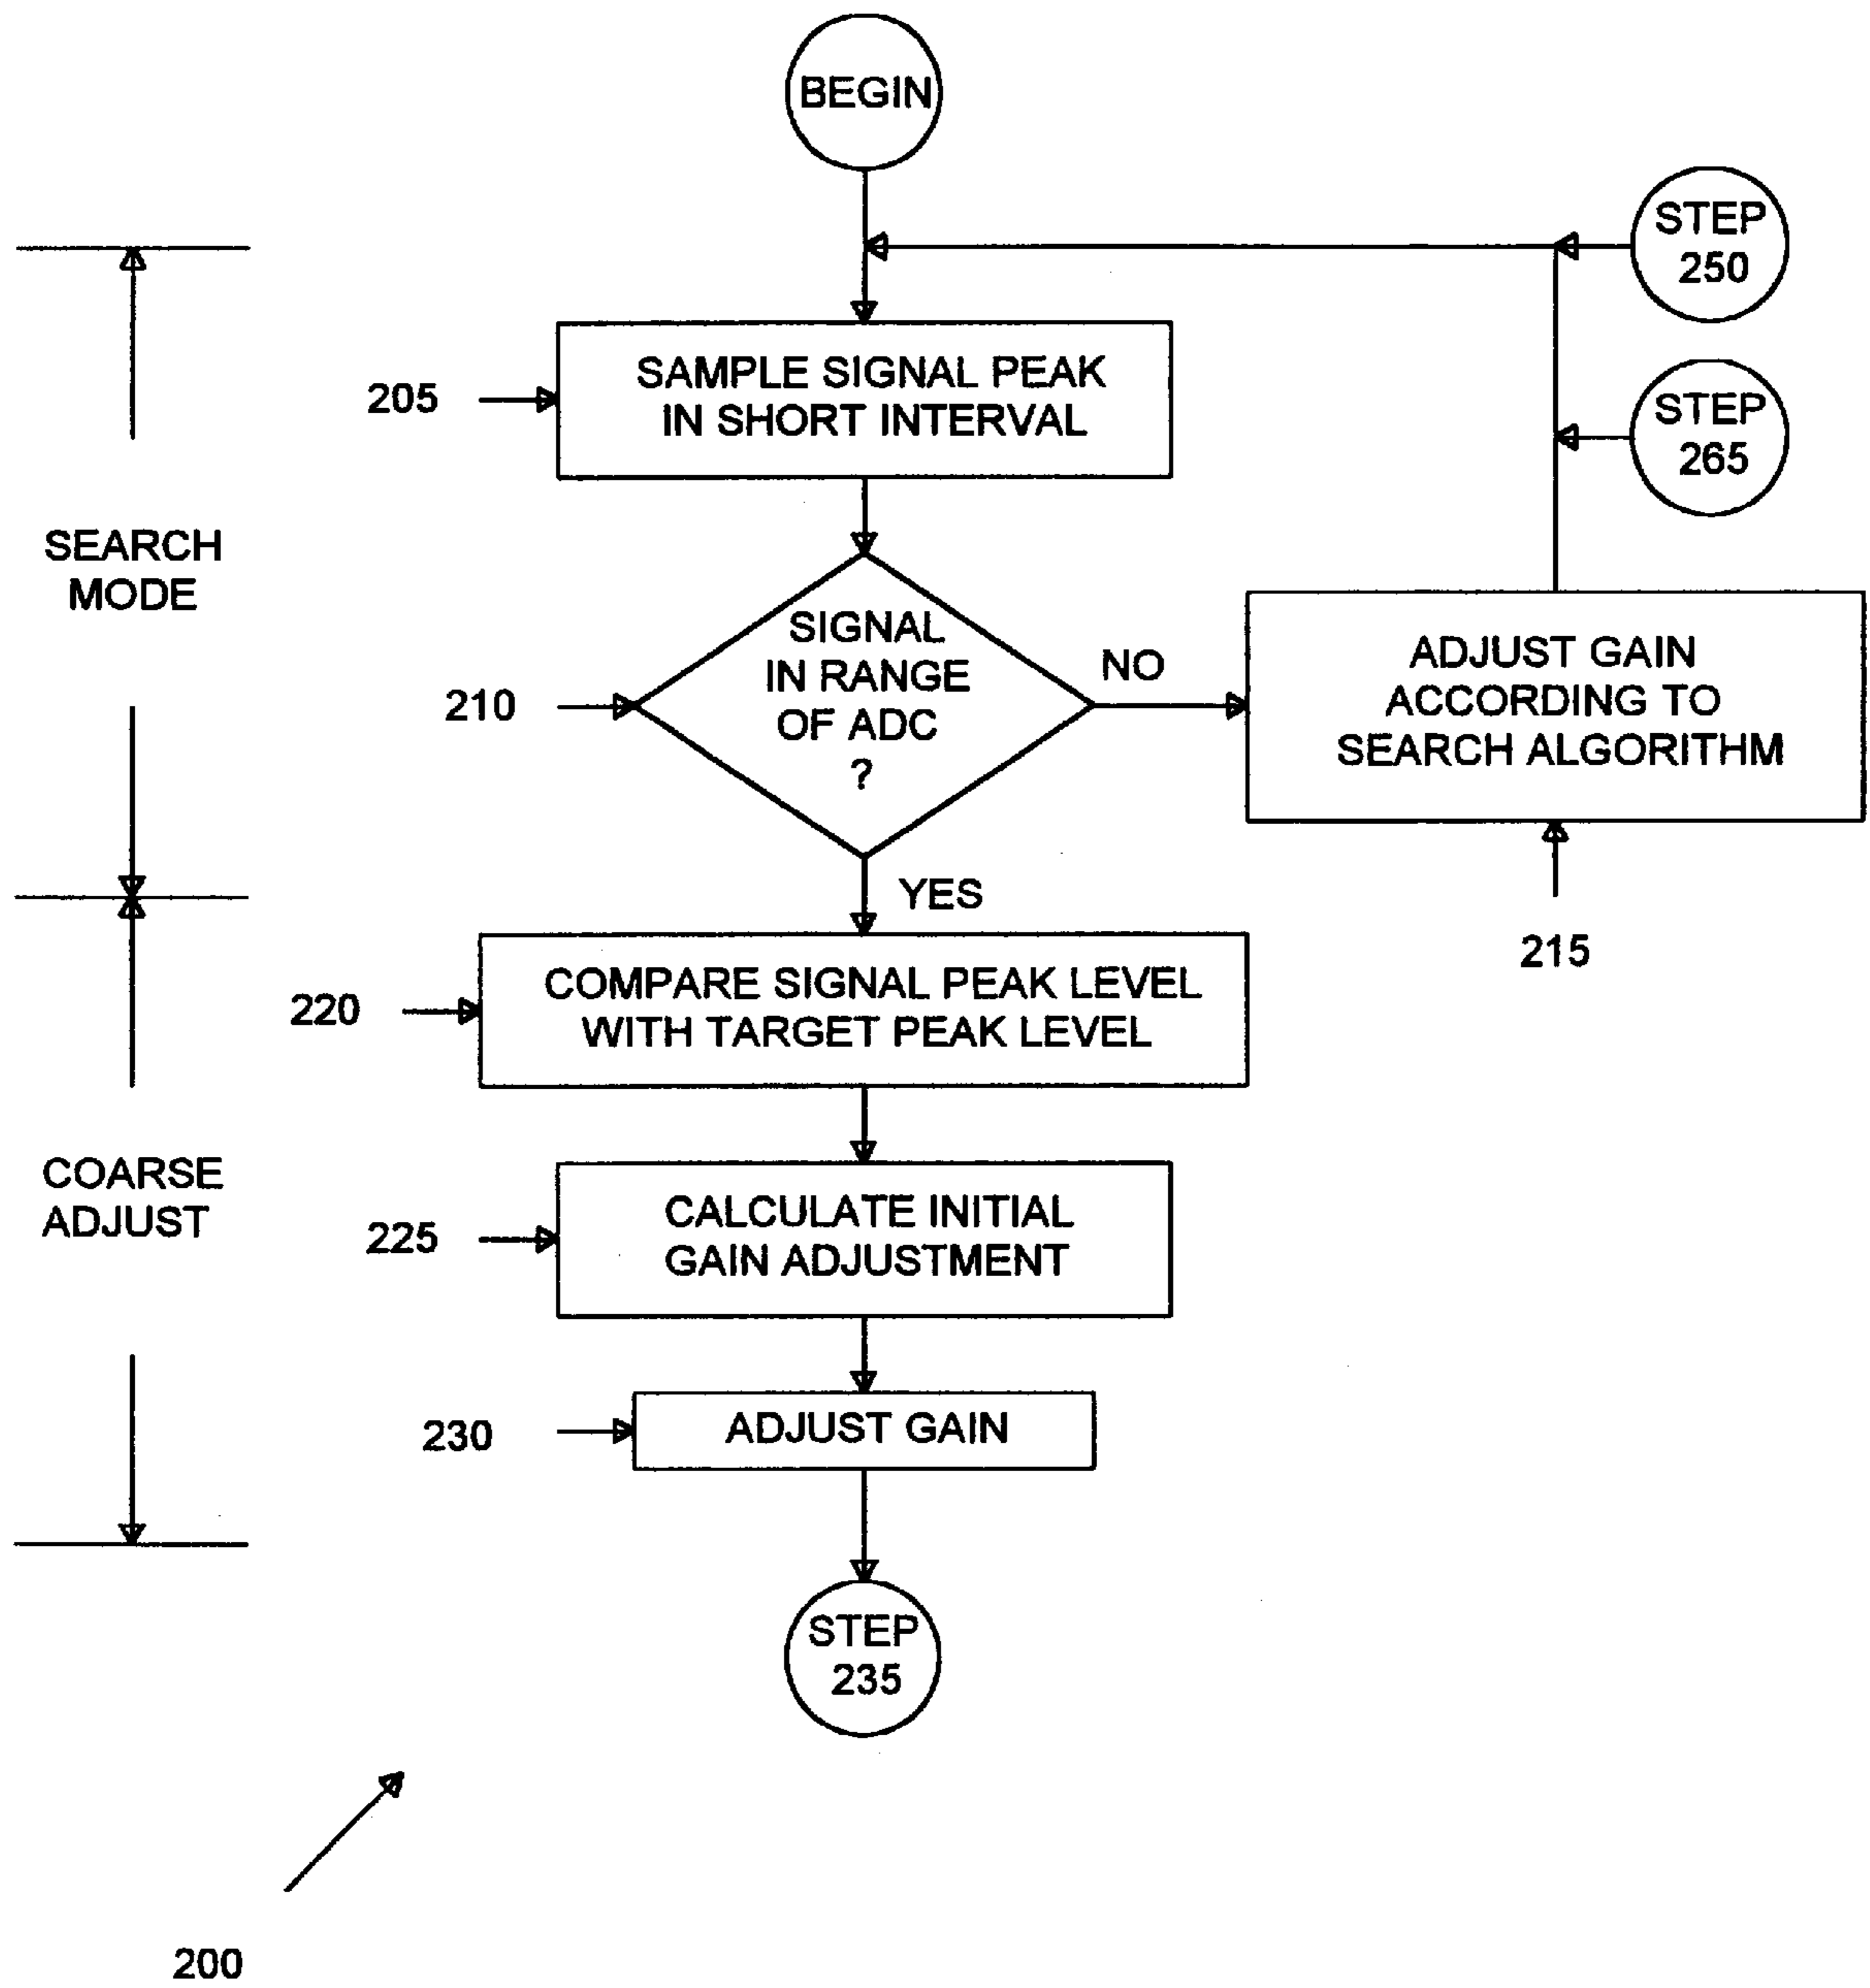 BEGIN
STEP
250
205
SAMPLE SIGNAL PEAK
IN SHORT INTERVAL
STEP
265
SEARCH
MODE
210
SIGNAL
IN RANGE
OF ADC
?
NO
ADJUST GAIN
ACCORDING TO
SEARCH ALGORITHM
215
YES
220
COMPARE SIGNAL PEAK LEVEL
WITH TARGET PEAK LEVEL
COARSE
ADJUST
225
CALCULATE INITIAL
GAIN ADJUSTMENT
230
ADJUST GAIN
STEP
235
200